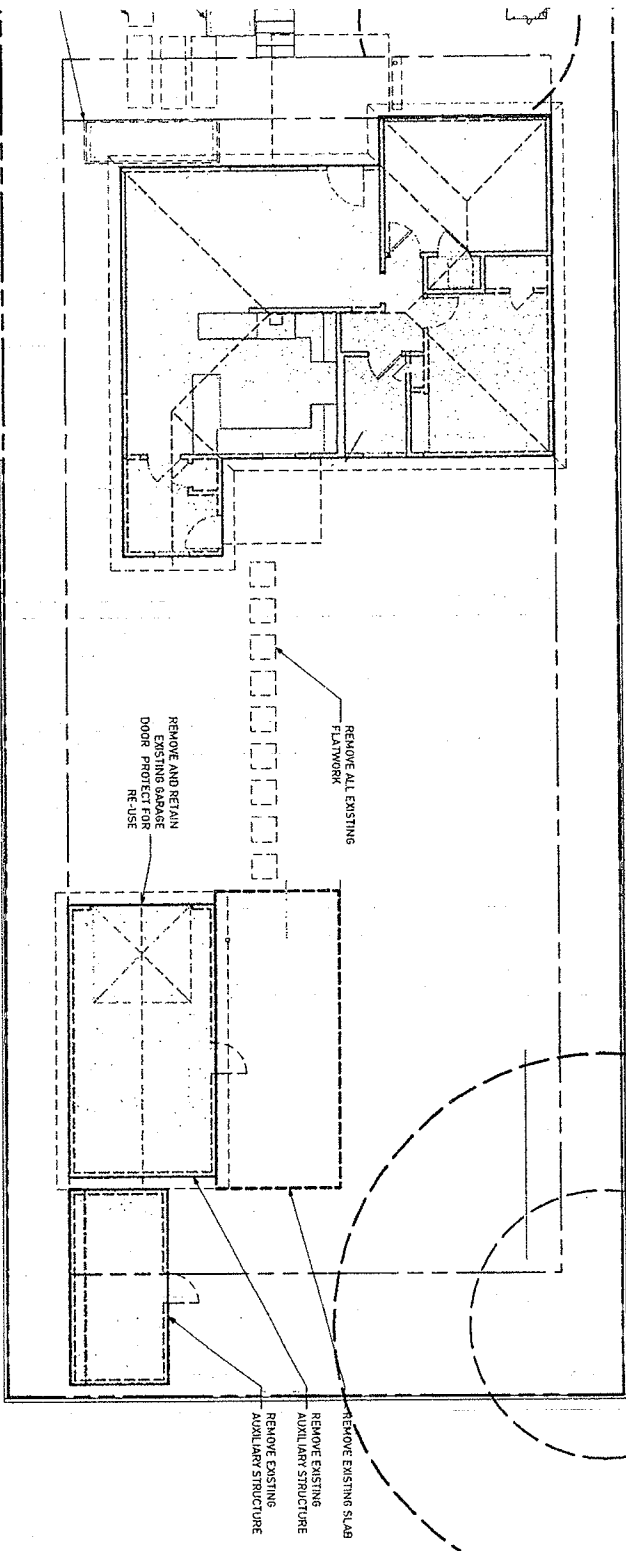 REMOVE ALL EXISTING
FLATWORK
REMOVE AND RETAIN
EXISTING GARAGE
DOOR PROTECT FOR
RE-USE
REMOVE EXISTING SLAB
REMOVE EXISTING
AUXILIARY STRUCTURE
REMOVE EXISTING
AUXILIARY STRUCTURE